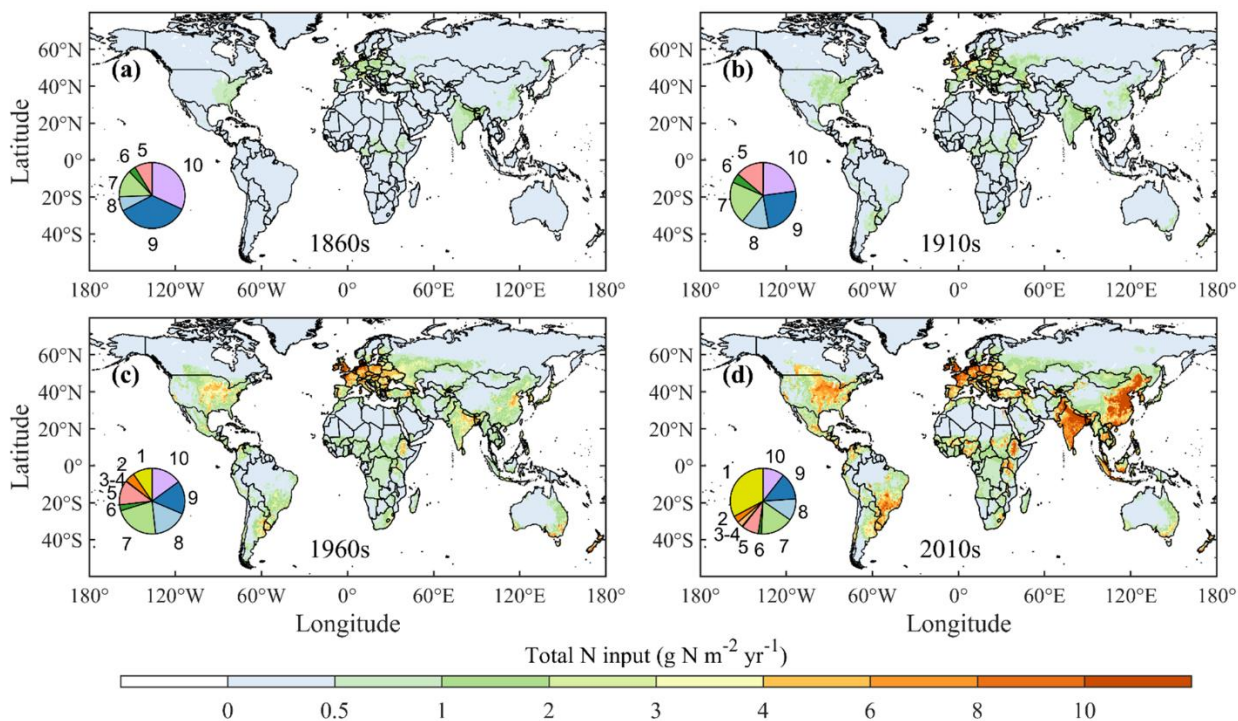 60°N
40°N
20°N
0°
20°S
40°S
Latitude
(a)
5
6
7
8
9
10
1860s
180°
120°W
60°W
0°
60°E
120°E
180°
60°N
40°N
20°N
0°
20°S
40°S
(b)
5
6
7
8
9
10
1910s
180°
120°W
60°W
0°
60°E
120°E
180°
60°N
40°N
20°N
0°
20°S
40°S
Latitude
(c)
1
2
3-4
5
6
7
8
9
10
1960s
180°
120°W
60°W
0°
60°E
120°E
180°
Longitude
60°N
40°N
20°N
0°
20°S
40°S
(d)
1
2
3-4
5
6
7
8
9
10
2010s
180°
120°W
60°W
0°
60°E
120°E
180°
Longitude
Total N input (g N m⁻² yr⁻¹)
0 0.5 1 2 3 4 6 8 10